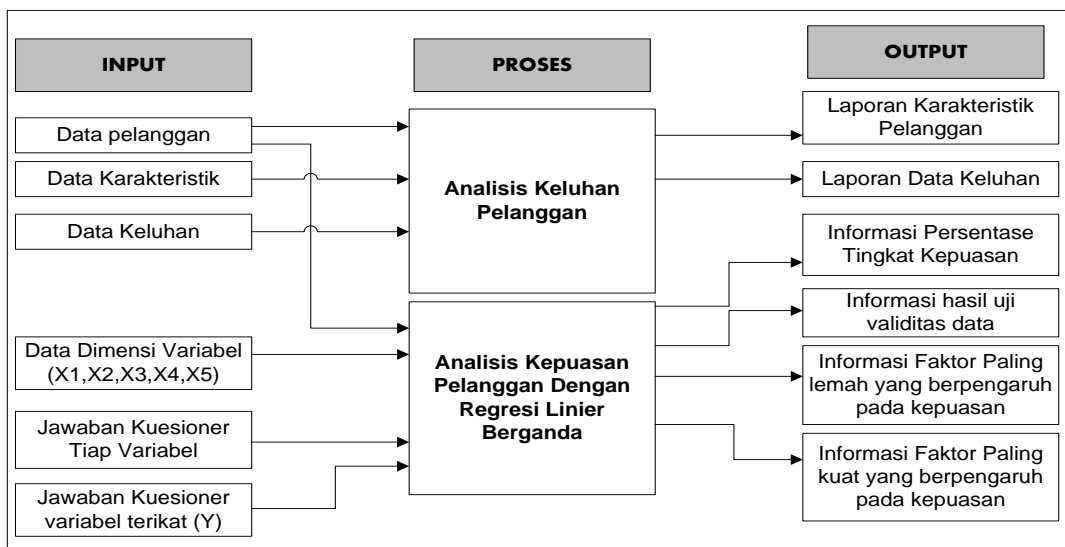 INPUT
Data pelanggan
Data Karakteristik
Data Keluhan
Data Dimensi Variabel
(X1,X2,X3,X4,X5)
Jawaban Kuesioner
Tiap Variabel
Jawaban Kuesioner
variabel terikat (Y)
PROSES
Analisis Keluhan
Pelanggan
Analisis Kepuasan
Pelanggan Dengan
Regresi Linier
Berganda
OUTPUT
Laporan Karakteristik
Pelanggan
Laporan Data Keluhan
Informasi Persentase
Tingkat Kepuasan
Informasi hasil uji
validitas data
Informasi Faktor Paling
lemah yang berpengaruh
pada kepuasan
Informasi Faktor Paling
kuat yang berpengaruh
pada kepuasan